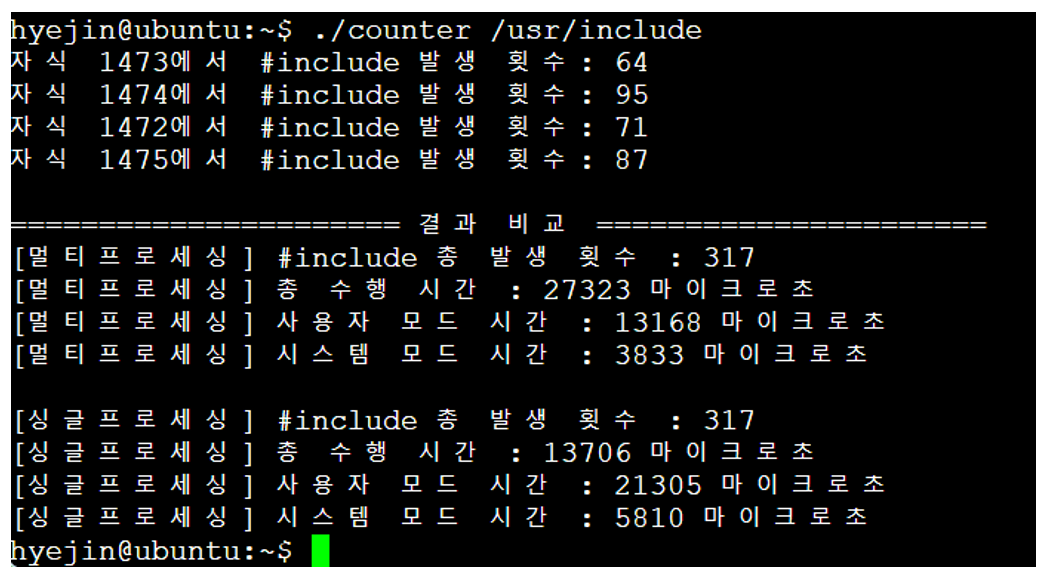 hyejin@ubuntu:~$ ./counter /usr/include
자식 1473에서 #include 발생 횟수: 64
자식 1474에서 #include 발생 횟수: 95
자식 1472에서 #include 발생 횟수: 71
자식 1475에서 #include 발생 횟수: 87
====================== 결과 비교 ======================
[멀티프로세싱] #include 총 발생 횟수 : 317
[멀티프로세싱] 총 수행 시간 : 27323 마이크로초
[멀티프로세싱] 사용자 모드 시간 : 13168 마이크로초
[멀티프로세싱] 시스템 모드 시간 : 3833 마이크로초
[싱글프로세싱] #include 총 발생 횟수 : 317
[싱글프로세싱] 총 수행 시간 : 13706 마이크로초
[싱글프로세싱] 사용자 모드 시간 : 21305 마이크로초
[싱글프로세싱] 시스템 모드 시간 : 5810 마이크로초
hyejin@ubuntu:~$